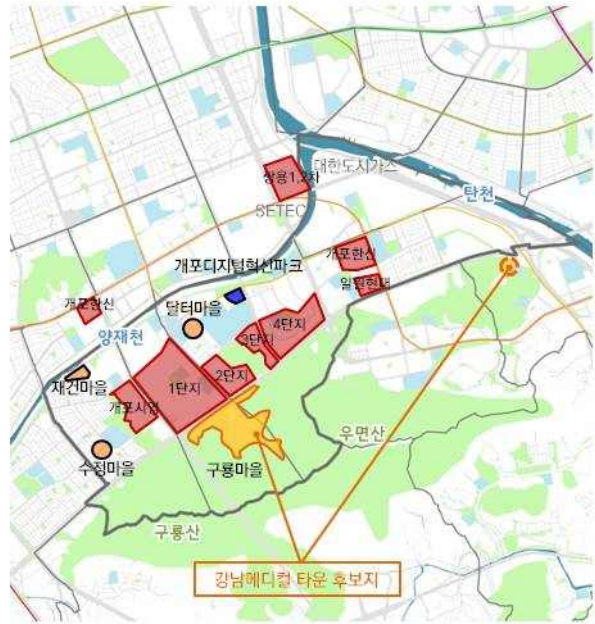 쌍용1,2차
대한도시가스
탄천
SETEC
개포한신
개포디지털혁신파크
일원현대
개포한신
달터마을
4단지
3단지
양재천
2단지
재건마을
1단지
개포시영
우면산
수정마을
구룡마을
구룡산
강남메디컬 타운 후보지